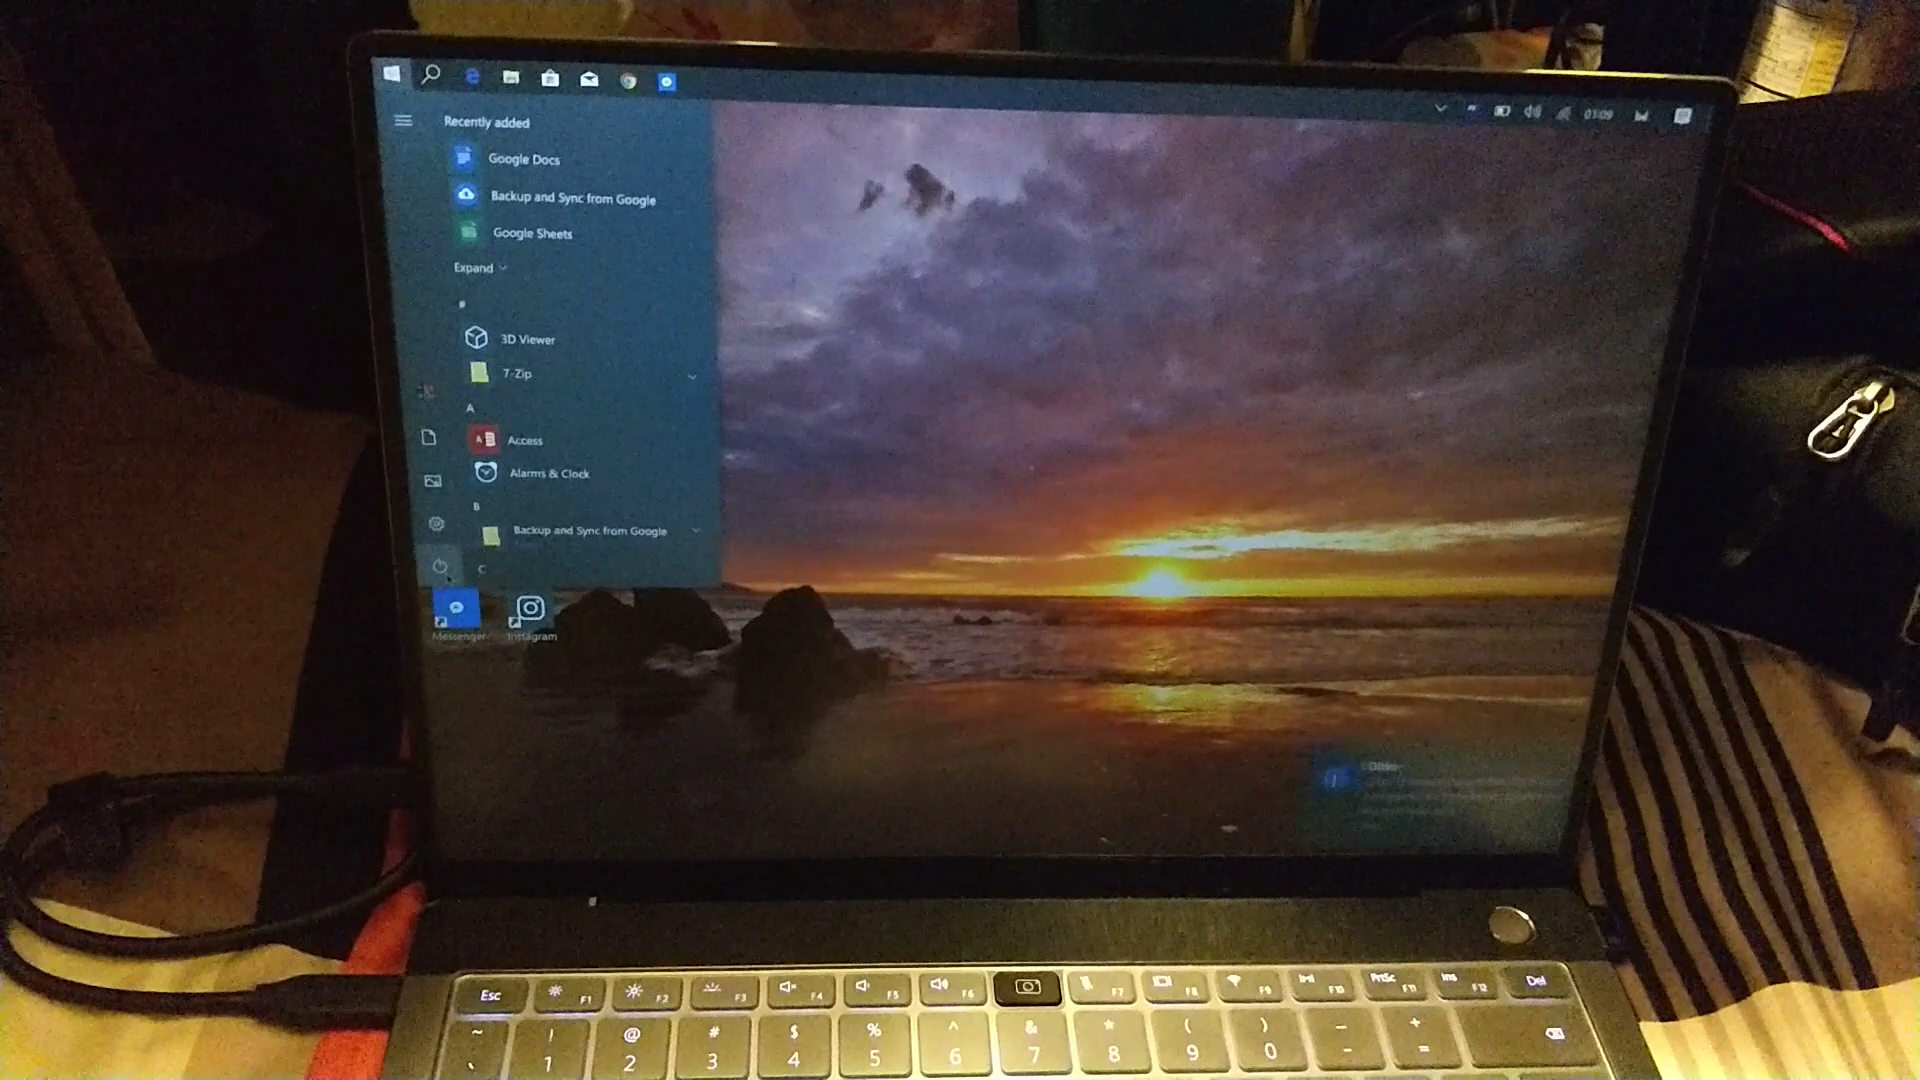 03:09
Recently added
Google Docs
Backup and Sync from Google
Google Sheets
Expand
#
3D Viewer
7-Zip
A
Access
Alarms & Clock
B
Backup and Sync from Google
C
Messenger
Instagram
Esc
F1
F2
F3
F4
F5
F6
F7
F8
F9
F10
PrtSc F11
Ins F12
Del
~ `
! 1
@ 2
# 3
$ 4
% 5
^ 6
& 7
* 8
( 9
) 0
_ -
+ =